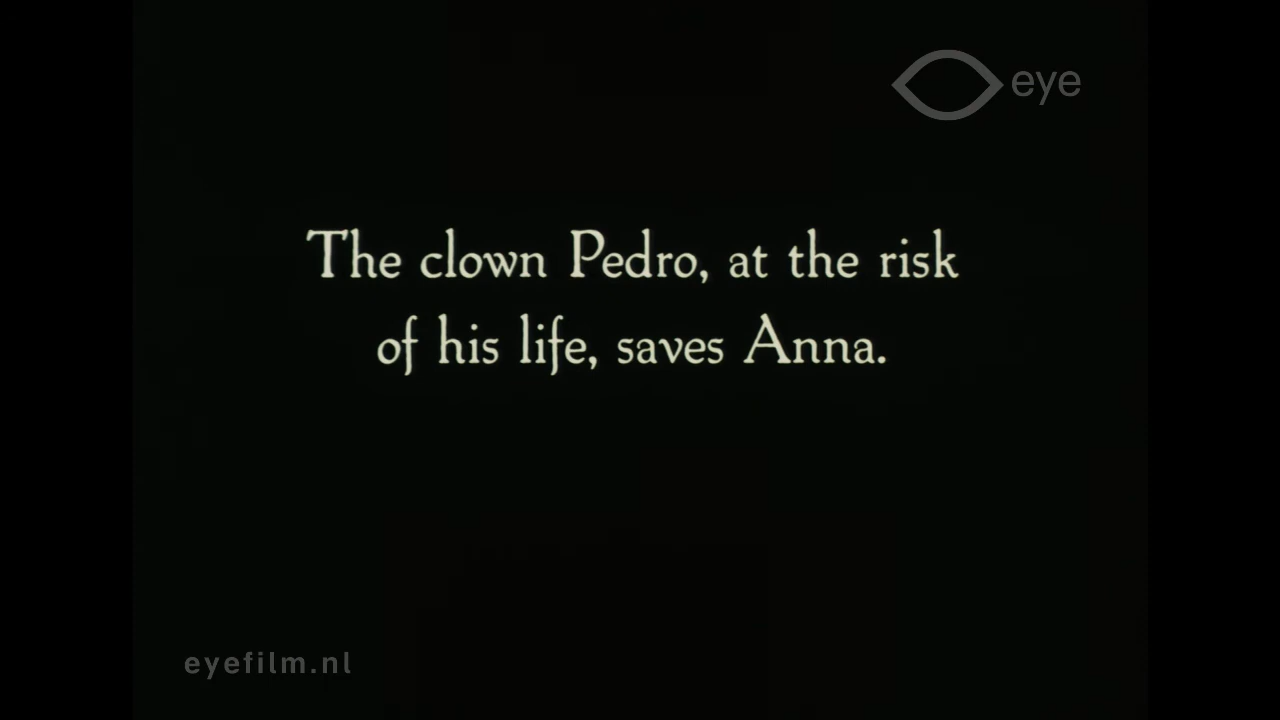 eye
The clown Pedro, at the risk
of his life, saves Anna.
eyefilm.nl